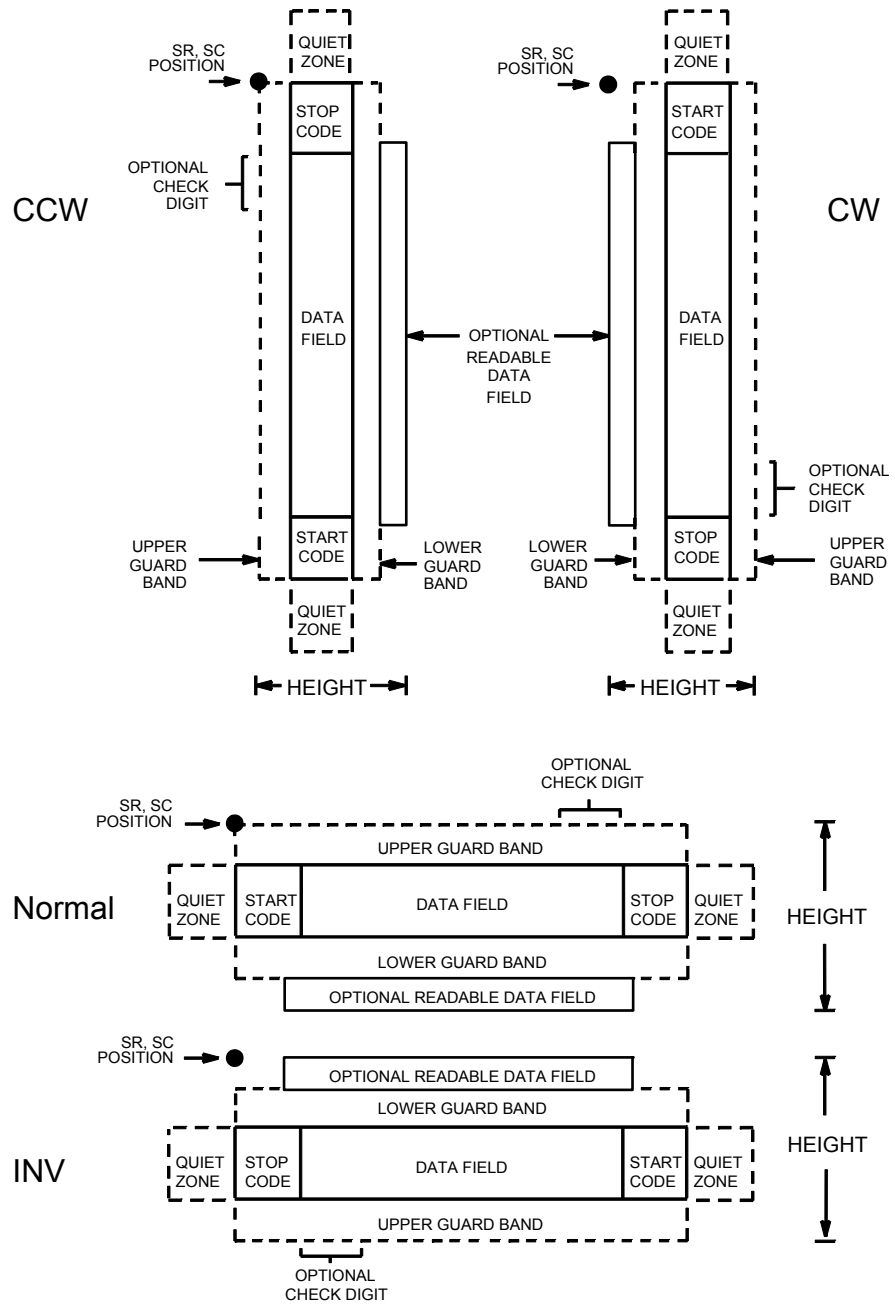 QUIET
ZONE
SR, SC
POSITION
STOP
CODE
OPTIONAL
CHECK
DIGIT
CCW
DATA
FIELD
START
CODE
UPPER
GUARD
BAND
LOWER
GUARD
BAND
QUIET
ZONE
HEIGHT
OPTIONAL
READABLE
DATA
FIELD
QUIET
ZONE
SR, SC
POSITION
START
CODE
CW
DATA
FIELD
OPTIONAL
CHECK
DIGIT
STOP
CODE
LOWER
GUARD
BAND
UPPER
GUARD
BAND
QUIET
ZONE
HEIGHT
OPTIONAL
CHECK DIGIT
SR, SC
POSITION
UPPER GUARD BAND
Normal
QUIET
ZONE
START
CODE
DATA FIELD
STOP
CODE
QUIET
ZONE
HEIGHT
LOWER GUARD BAND
OPTIONAL READABLE DATA FIELD
SR, SC
POSITION
OPTIONAL READABLE DATA FIELD
LOWER GUARD BAND
INV
QUIET
ZONE
STOP
CODE
DATA FIELD
START
CODE
QUIET
ZONE
HEIGHT
UPPER GUARD BAND
OPTIONAL
CHECK DIGIT